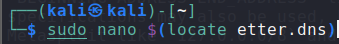 (kali㉿kali)-[~]
$ sudo nano $(locate etter.dns)